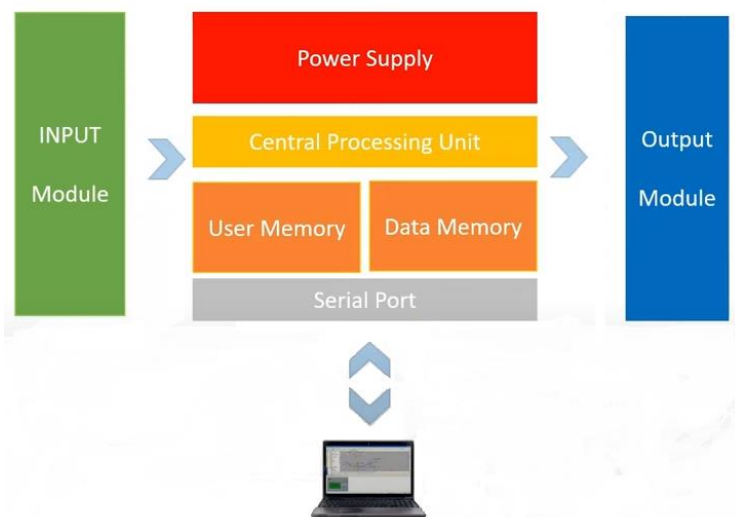 INPUT
Module
Power Supply
Central Processing Unit
User Memory
Data Memory
Serial Port
Output
Module